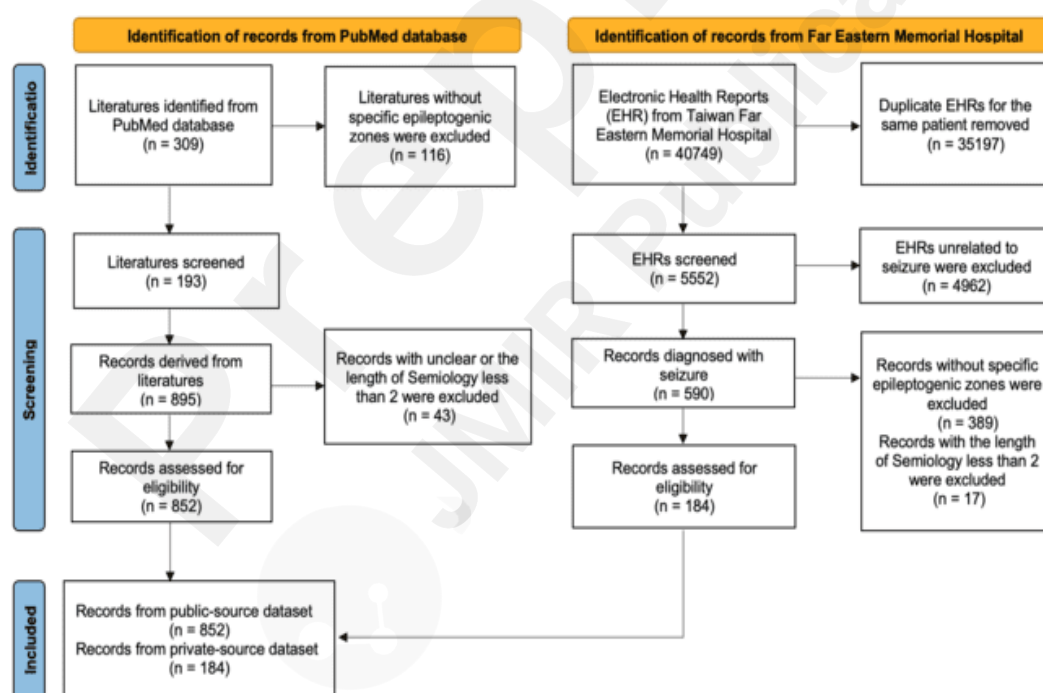 Identification of records from PubMed database
Identification of records from Far Eastern Memorial Hospital
Identificatio
Literatures identified from
PubMed database
(n = 309)
Literatures without
specific epileptogenic
zones were excluded
(n = 116)
Electronic Health Reports
(EHR) from Taiwan Far
Eastern Memorial Hospital
(n = 40749)
Duplicate EHRs for the
same patient removed
(n = 35197)
Screening
Literatures screened
(n = 193)
EHRs screened
(n = 5552)
EHRs unrelated to
seizure were excluded
(n = 4962)
Records derived from
literatures
(n = 895)
Records with unclear or the
length of Semiology less
than 2 were excluded
(n = 43)
Records diagnosed with
seizure
(n = 590)
Records without specific
epileptogenic zones were
excluded
(n = 389)
Records with the length
of Semiology less than 2
were excluded
(n = 17)
Records assessed for
eligibility
(n = 852)
Records assessed for
eligibility
(n = 184)
Included
Records from public-source dataset
(n = 852)
Records from private-source dataset
(n = 184)
Prep
JMIR Publica